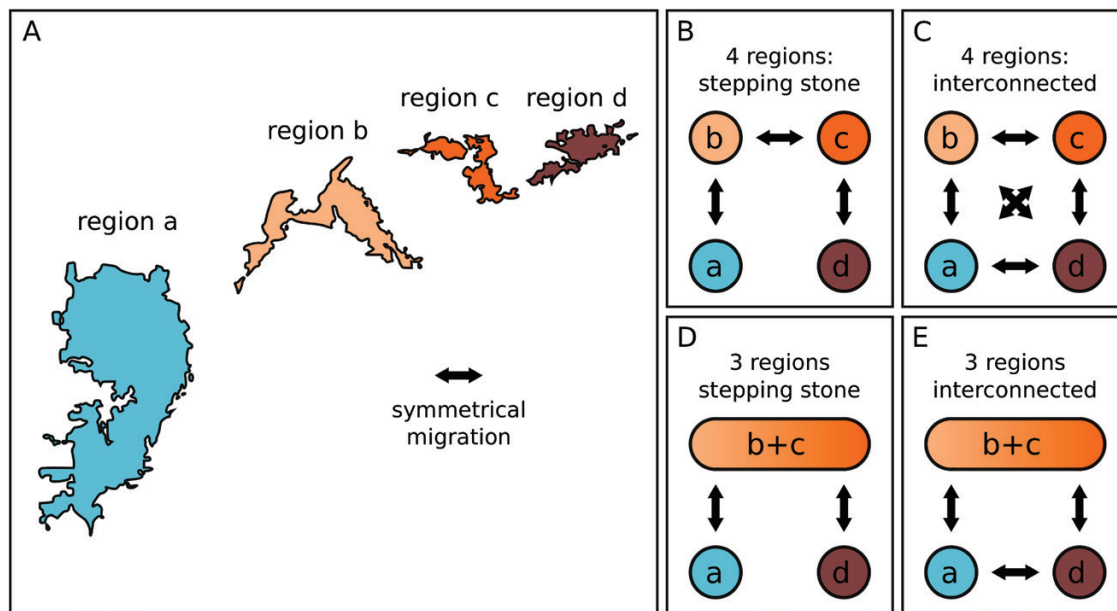 A
region a
region b
region c
region d
symmetrical
migration
B
4 regions:
stepping stone
b
c
a
d
C
4 regions:
interconnected
b
c
a
d
D
3 regions
stepping stone
b+c
a
d
E
3 regions
interconnected
b+c
a
d